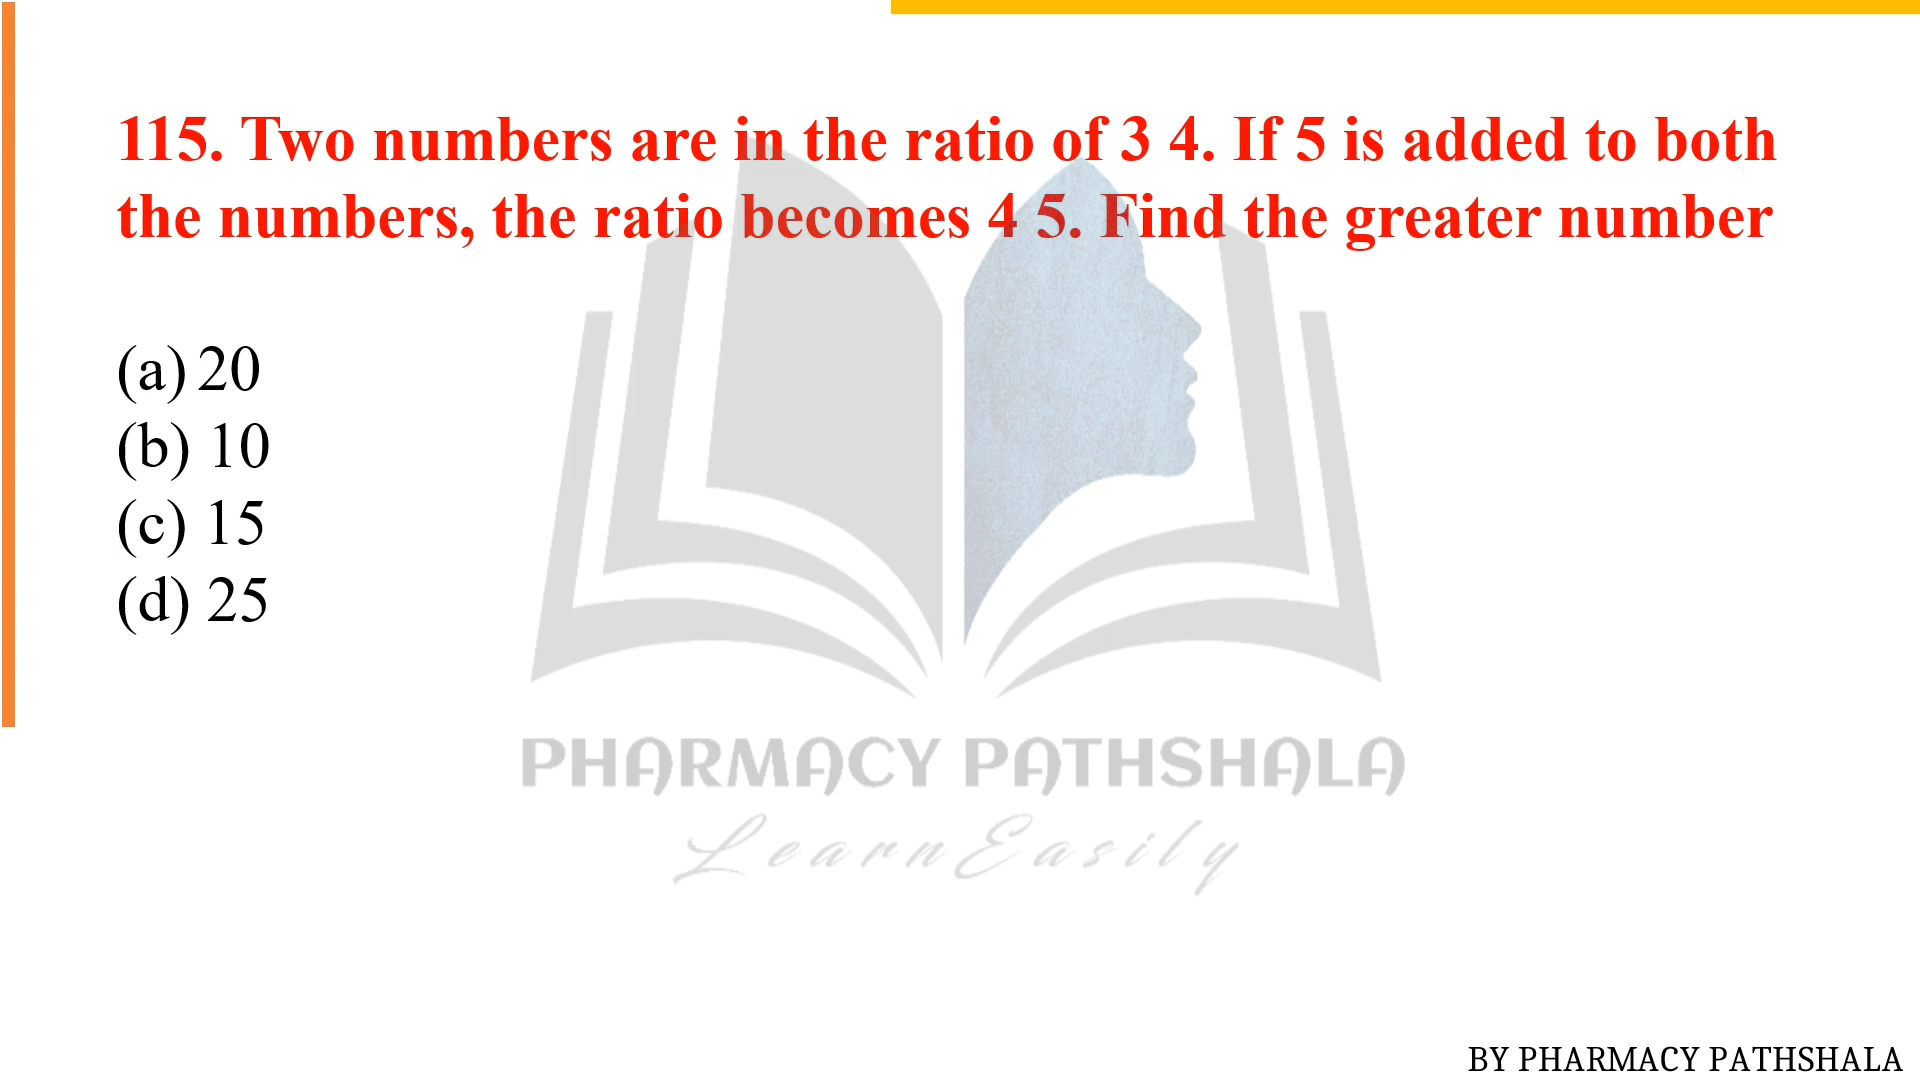 115. Two numbers are in the ratio of 3 4. If 5 is added to both
the numbers, the ratio becomes 4 5. Find the greater number
(a) 20
(b) 10
(c) 15
(d) 25
PHARMACY PATHSHALA
Learn Easily
BY PHARMACY PATHSHALA